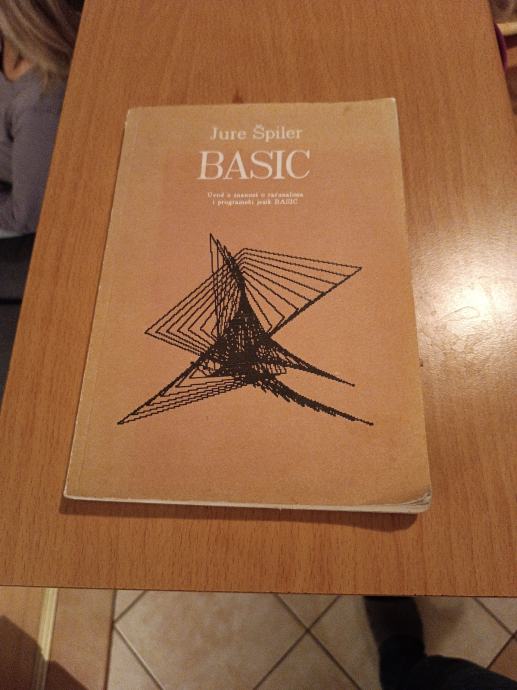 Jure Špiler
BASIC
Uvod u znanost o računalima
i programski jezik BASIC